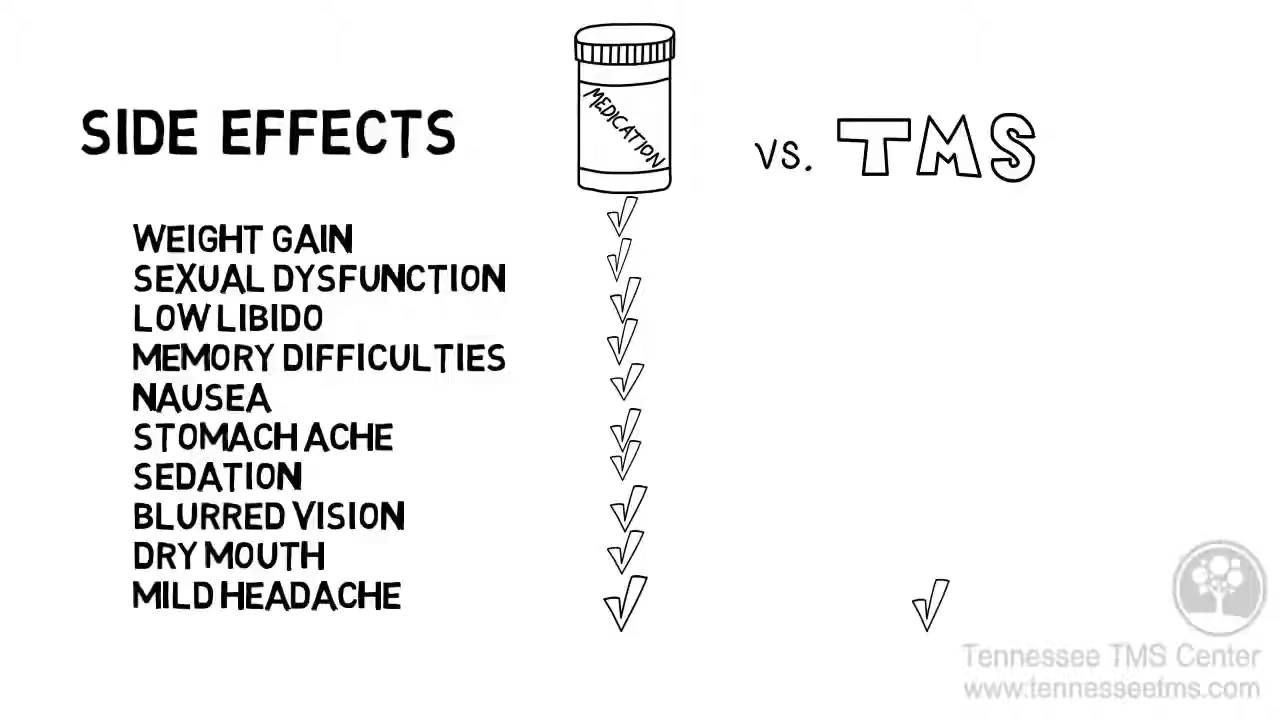 SIDE EFFECTS
MEDICATION
VS. TMS
WEIGHT GAIN
SEXUAL DYSFUNCTION
LOW LIBIDO
MEMORY DIFFICULTIES
NAUSEA
STOMACH ACHE
SEDATION
BLURRED VISION
DRY MOUTH
MILD HEADACHE
Tennessee TMS Center
www.tennesseetms.com